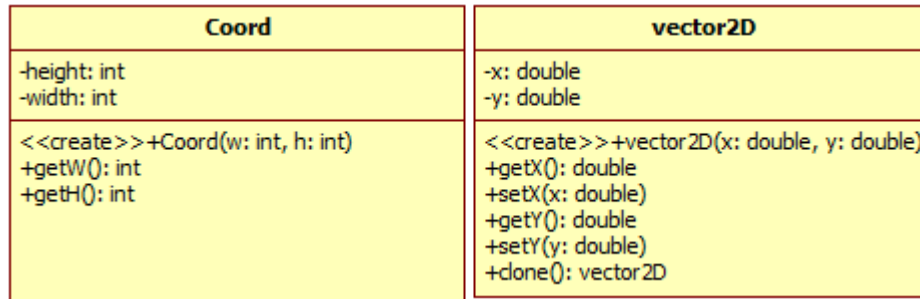 Coord
-height: int
-width: int
<<create>>+Coord(w: int, h: int)
+getW(): int
+getH(): int
vector2D
-x: double
-y: double
<<create>>+vector2D(x: double, y: double)
+getX(): double
+setX(x: double)
+getY(): double
+setY(y: double)
+clone(): vector2D